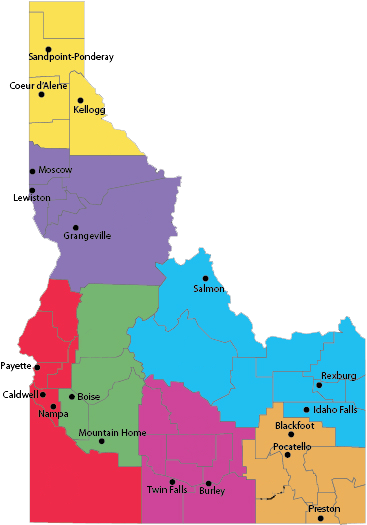 Sandpoint-Ponderay
Coeur d'Alene
Kellogg
Moscow
Lewiston
Grangeville
Salmon
Payette
Rexburg
Caldwell
Boise
Nampa
Idaho Falls
Blackfoot
Mountain Home
Pocatello
Twin Falls
Burley
Preston